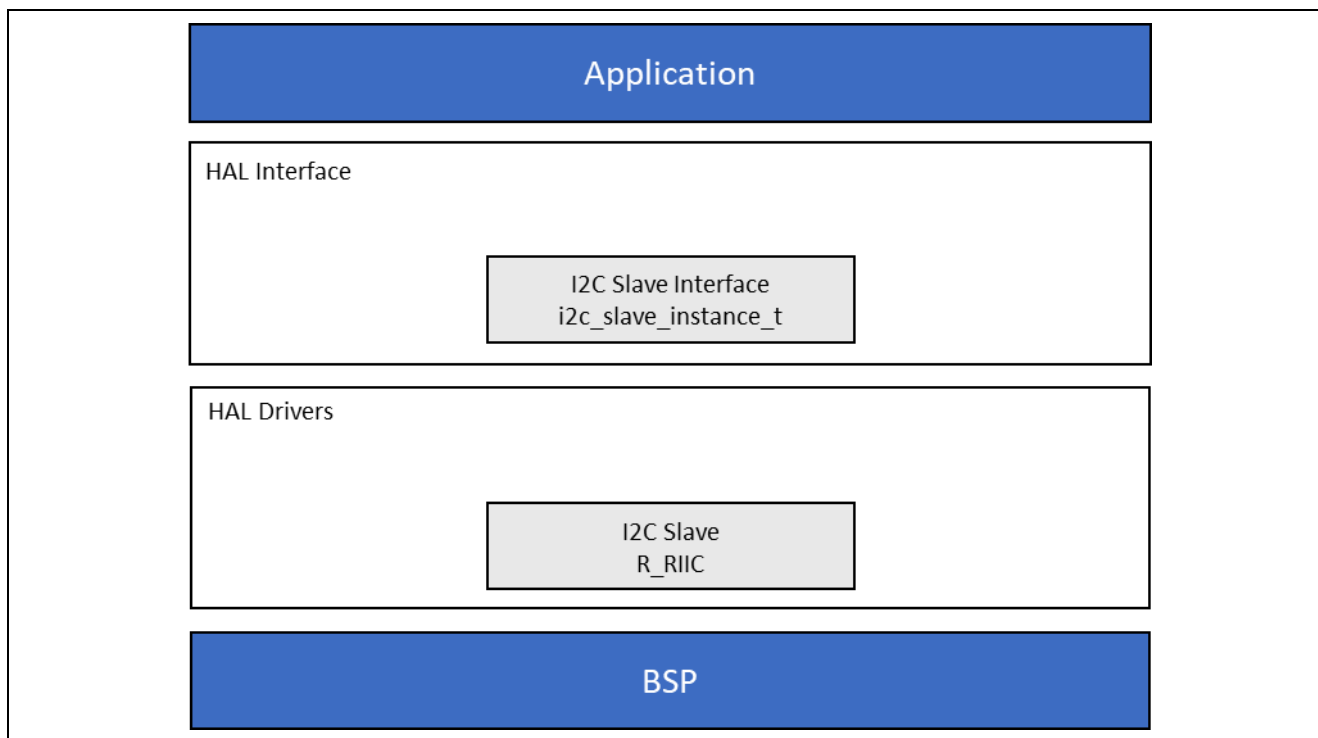 Application
HAL Interface
I2C Slave Interface
i2c_slave_instance_t
HAL Drivers
I2C Slave
R_RIIC
BSP